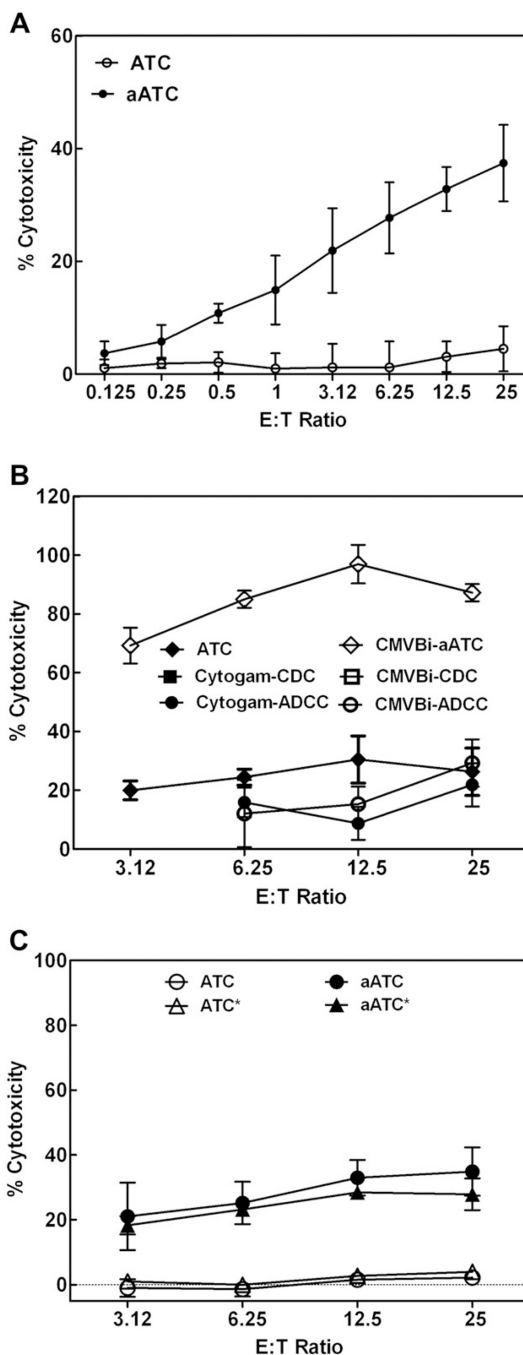 A
60
40
20
0
% Cytotoxicity
ATC
aATC
0.125 0.25 0.5 1 3.12 6.25 12.5 25
E:T Ratio
B
120
100
80
60
40
20
0
% Cytotoxicity
ATC CMVBi-aATC
Cytogam-CDC CMVBi-CDC
Cytogam-ADCC CMVBi-ADCC
3.12 6.25 12.5 25
E:T Ratio
C
100
80
60
40
20
0
% Cytotoxicity
ATC aATC
ATC* aATC*
3.12 6.25 12.5 25
E:T Ratio